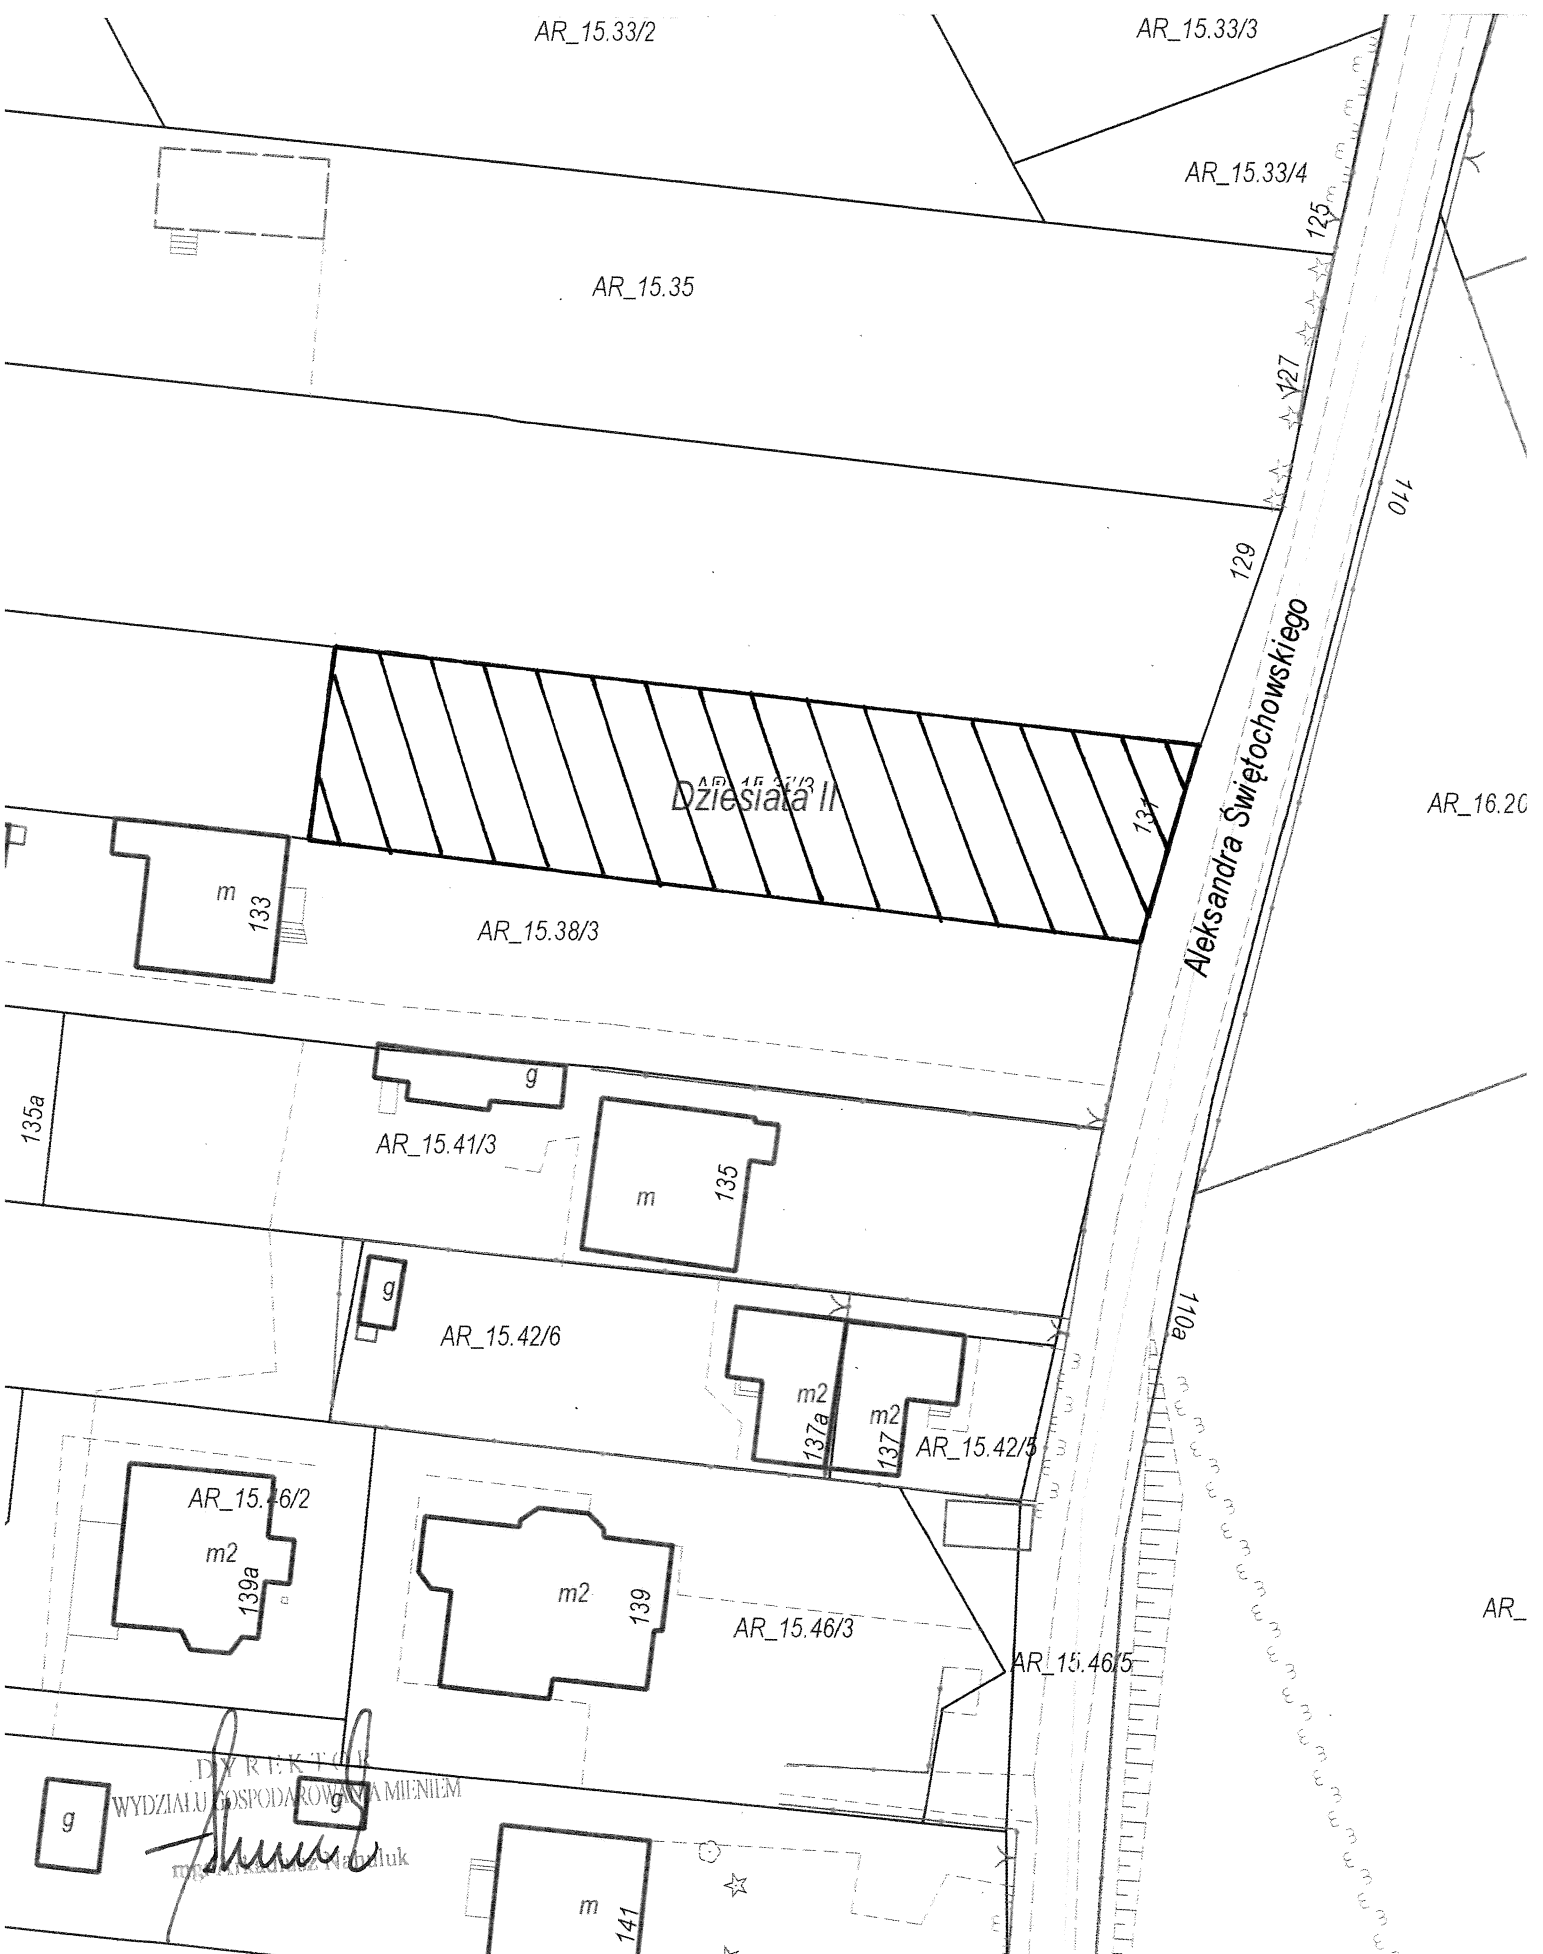 AR_15.33/2
AR_15.33/3
AR_15.33/4
125
AR_15.35
127
110
129
Aleksandra Świętochowskiego
Dziesiąta II
131
AR_16.20
m
133
AR_15.38/3
135a
g
AR_15.41/3
135
m
g
110a
AR_15.42/6
m2
137a
m2
137
AR_15.42/5
AR_15.46/2
m2
139a
m2
139
AR_15.46/3
AR_15.46/5
AR_
DYREKTOR
WYDZIAŁU GOSPODAROWANIA MIENIEM
g
g
mgr Arkadiusz Nahuluk
m
141